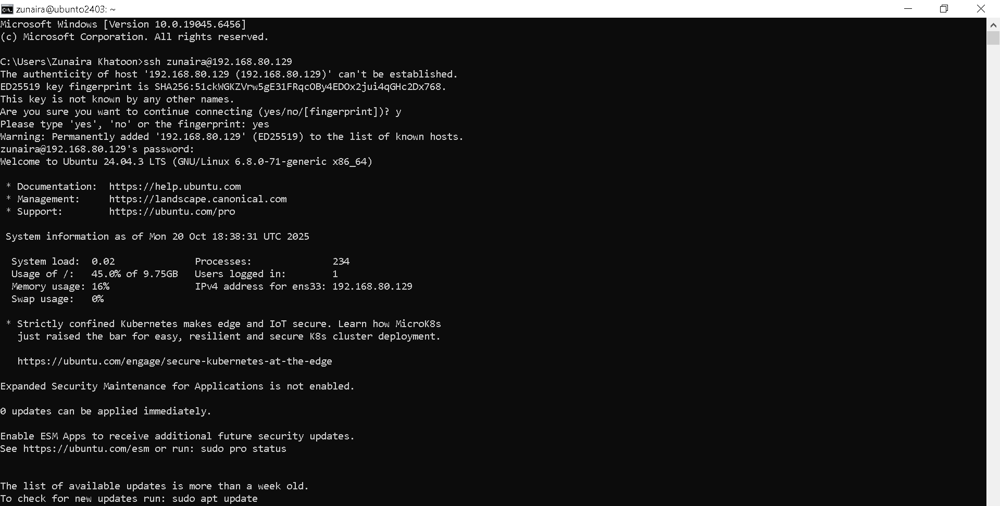 zunaira@ubunto2403: ~
Microsoft Windows [Version 10.0.19045.6456]
(c) Microsoft Corporation. All rights reserved.
C:\Users\Zunaira Khatoon>ssh zunaira@192.168.80.129
The authenticity of host '192.168.80.129 (192.168.80.129)' can't be established.
ED25519 key fingerprint is SHA256:51ckWGKZVrw5gE31FRqcOBy4EDOx2jui4qGHc2Dx768.
This key is not known by any other names.
Are you sure you want to continue connecting (yes/no/[fingerprint])? y
Please type 'yes', 'no' or the fingerprint: yes
Warning: Permanently added '192.168.80.129' (ED25519) to the list of known hosts.
zunaira@192.168.80.129's password:
Welcome to Ubuntu 24.04.3 LTS (GNU/Linux 6.8.0-71-generic x86_64)
* Documentation:  https://help.ubuntu.com
* Management:     https://landscape.canonical.com
* Support:        https://ubuntu.com/pro
System information as of Mon 20 Oct 18:38:31 UTC 2025
System load:  0.02              Processes:              234
Usage of /:   45.0% of 9.75GB   Users logged in:        1
Memory usage: 16%               IPv4 address for ens33: 192.168.80.129
Swap usage:   0%
* Strictly confined Kubernetes makes edge and IoT secure. Learn how MicroK8s
just raised the bar for easy, resilient and secure K8s cluster deployment.
https://ubuntu.com/engage/secure-kubernetes-at-the-edge
Expanded Security Maintenance for Applications is not enabled.
0 updates can be applied immediately.
Enable ESM Apps to receive additional future security updates.
See https://ubuntu.com/esm or run: sudo pro status
The list of available updates is more than a week old.
To check for new updates run: sudo apt update